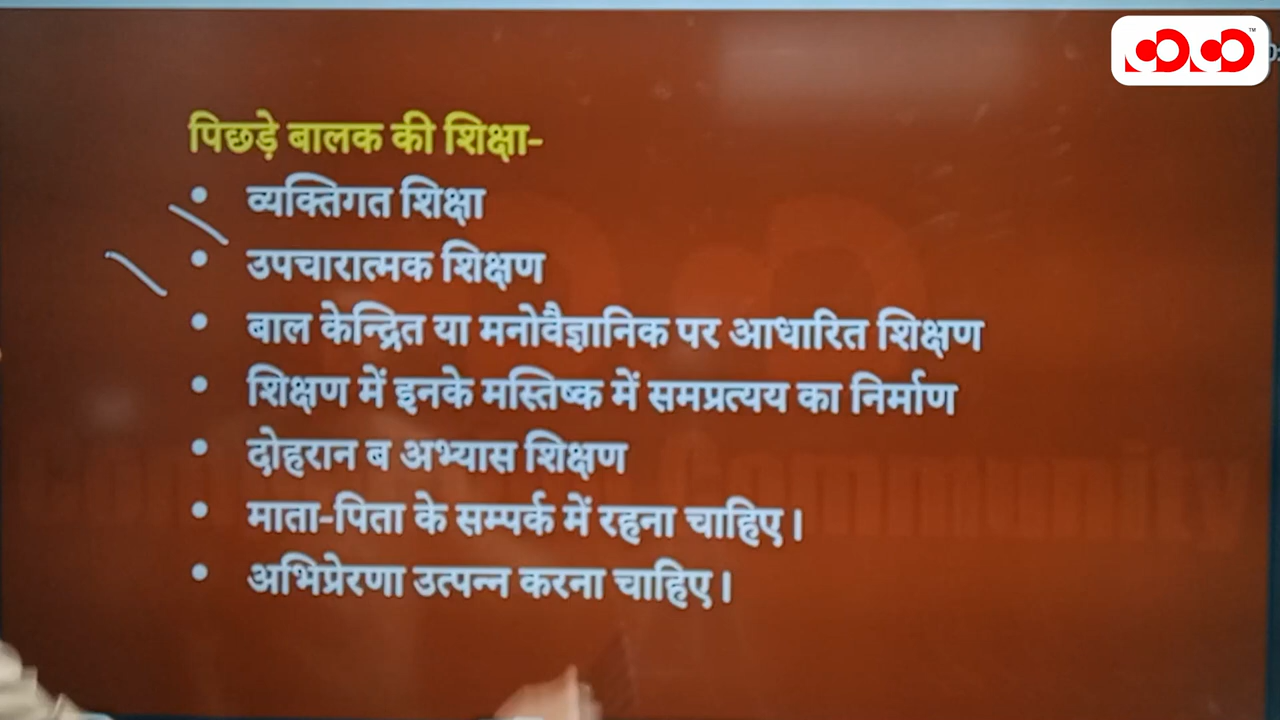 पिछड़े बालक की शिक्षा-
• व्यक्तिगत शिक्षा
• उपचारात्मक शिक्षण
• बाल केन्द्रित या मनोवैज्ञानिक पर आधारित शिक्षण
• शिक्षण में इनके मस्तिष्क में समप्रत्यय का निर्माण
• दोहरान ब अभ्यास शिक्षण
• माता-पिता के सम्पर्क में रहना चाहिए।
• अभिप्रेरणा उत्पन्न करना चाहिए।